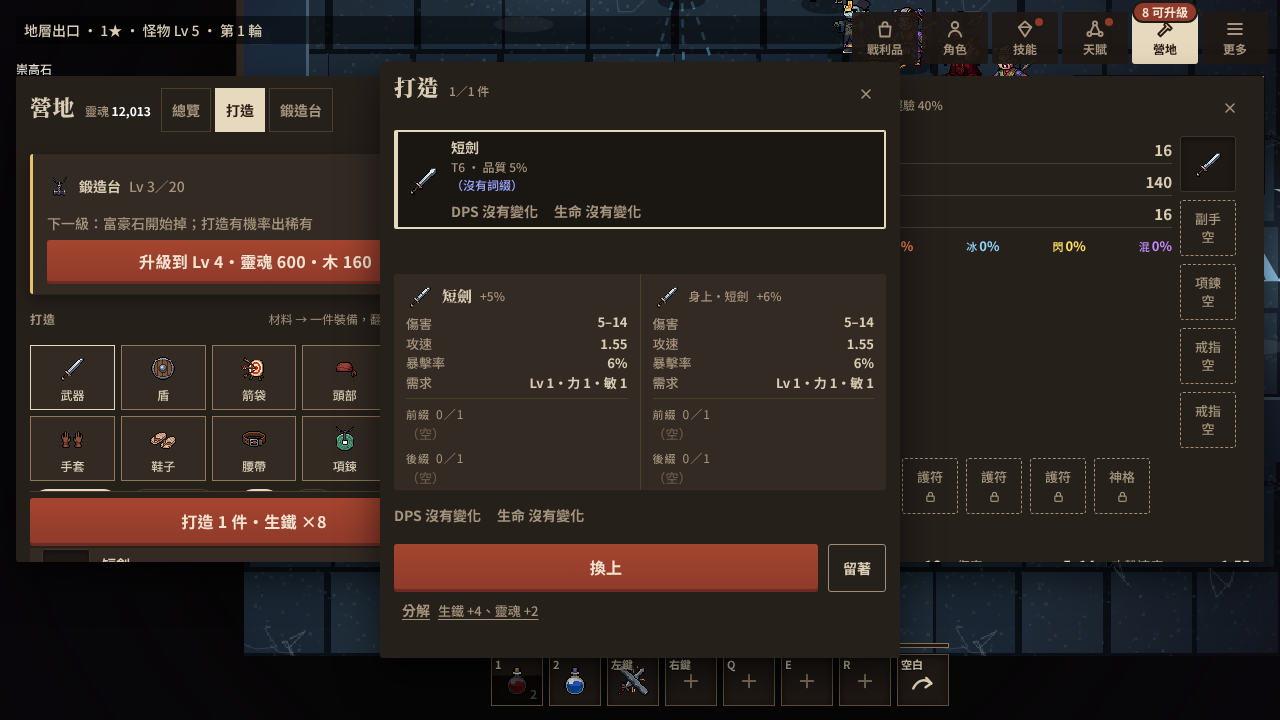 地層出口 • 1★ • 怪物 Lv 5 • 第 1 輪
崇高石
戰利品
角色
技能
天賦
8 可升級
營地
更多
營地 靈魂 12,013 總覽 打造 鍛造台
鍛造台 Lv 3／20
下一級：富豪石開始掉；打造有機率出稀有
升級到 Lv 4 • 靈魂 600 • 木 160
打造
材料 → 一件裝備，翻
武器 盾 箭袋 頭部
手套 鞋子 腰帶 項鍊
打造 1 件 • 生鐵 ×8
短劍
打造 1／1 件
短劍
T6 • 品質 5%
（沒有詞綴）
DPS 沒有變化 生命 沒有變化
短劍 +5%
傷害 5–14
攻速 1.55
暴擊率 6%
需求 Lv 1 • 力 1 • 敏 1
前綴 0／1
（空）
後綴 0／1
（空）
身上 • 短劍 +6%
傷害 5–14
攻速 1.55
暴擊率 6%
需求 Lv 1 • 力 1 • 敏 1
前綴 0／1
（空）
後綴 0／1
（空）
DPS 沒有變化 生命 沒有變化
換上
留著
分解 生鐵 +4、靈魂 +2
驗 40%
16
140
16
% 冰 0% 閃 0% 混 0%
副手
空
項鍊
空
戒指
空
戒指
空
護符 護符 護符 神格
1 2
2
左鍵
右鍵
Q
E
R
空白